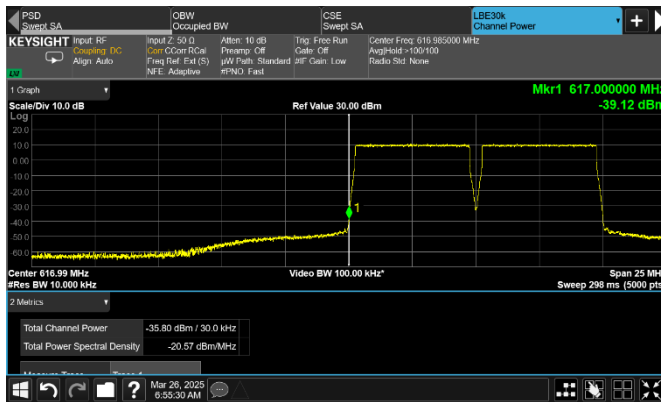 PSD
Swept SA
OBW
Occupied BW
CSE
Swept SA
LBE30k
Channel Power
KEYSIGHT
Input: RF
Coupling: DC
Align: Auto
Input Z: 50 Ω
Corr CCorr RCal
Freq Ref: Ext (S)
NFE: Adaptive
Atten: 10 dB
Preamp: Off
µW Path: Standard
#PNO: Fast
Trig: Free Run
Gate: Off
#IF Gain: Low
Center Freq: 616.985000 MHz
Avg|Hold:>100/100
Radio Std: None
LXI
1 Graph
Mkr1 617.000000 MHz
Scale/Div 10.0 dB
Ref Value 30.00 dBm
-39.12 dBm
Log
20.0
10.0
0.00
-10.0
-20.0
-30.0
1
-40.0
-50.0
-60.0
Center 616.99 MHz
Video BW 100.00 kHz*
Span 25 MH
#Res BW 10.000 kHz
Sweep 298 ms (5000 pts
2 Metrics
Total Channel Power
-35.80 dBm / 30.0 kHz
Total Power Spectral Density
-20.57 dBm/MHz
?
Mar 26, 2025
6:55:30 AM